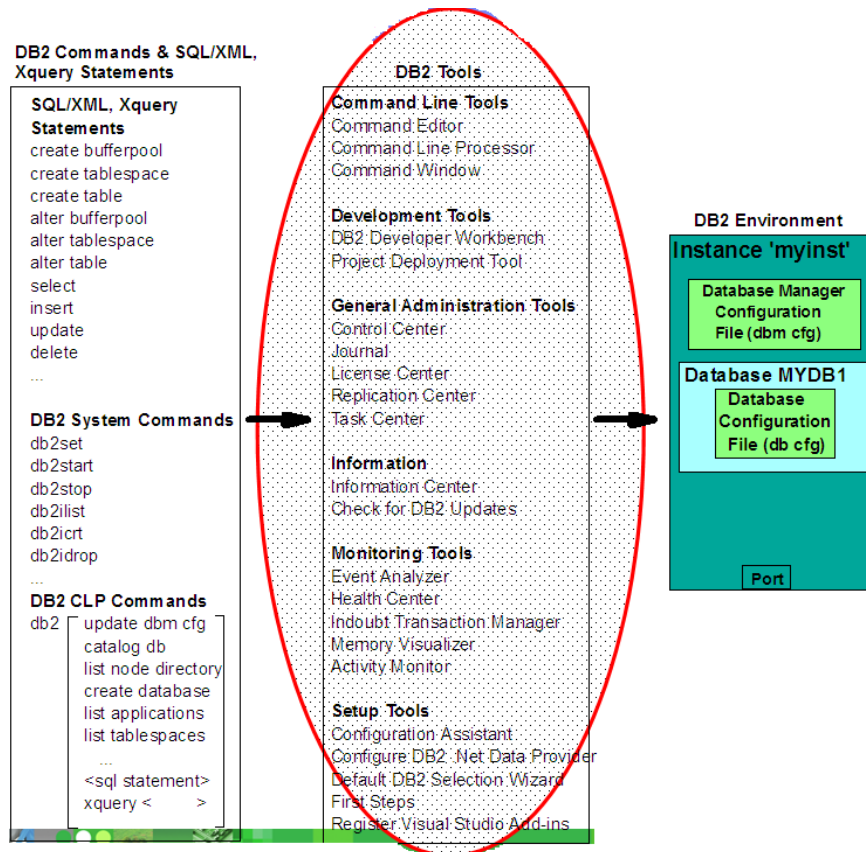 DB2 Commands & SQL/XML,
Xquery Statements
SQL/XML, Xquery
Statements
create bufferpool
create tablespace
create table
alter bufferpool
alter tablespace
alter table
select
insert
update
delete
...
DB2 System Commands
db2set
db2start
db2stop
db2ilist
db2icrt
db2idrop
...
DB2 CLP Commands
db2
update dbm cfg
catalog db
list node directory
create database
list applications
list tablespaces
...
<sql statement>
xquery < >
DB2 Tools
Command Line Tools
Command Editor
Command Line Processor
Command Window
Development Tools
DB2 Developer Workbench
Project Deployment Tool
General Administration Tools
Control Center
Journal
License Center
Replication Center
Task Center
Information
Information Center
Check for DB2 Updates
Monitoring Tools
Event Analyzer
Health Center
Indoubt Transaction Manager
Memory Visualizer
Activity Monitor
Setup Tools
Configuration Assistant
Configure DB2 .Net Data Provider
Default DB2 Selection Wizard
First Steps
Register Visual Studio Add-ins
DB2 Environment
Instance 'myinst'
Database Manager
Configuration
File (dbm cfg)
Database MYDB1
Database
Configuration
File (db cfg)
Port